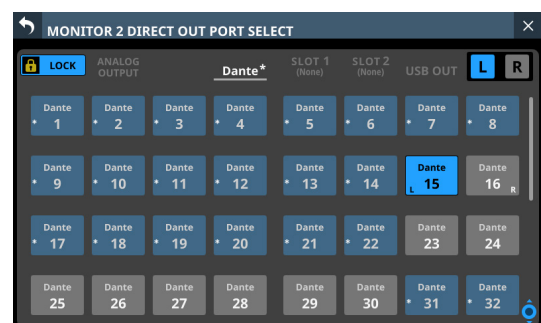 MONITOR 2 DIRECT OUT PORT SELECT ×
LOCK ANALOG OUTPUT Dante* SLOT 1 (None) SLOT 2 (None) USB OUT L R
Dante Dante Dante Dante Dante Dante Dante Dante
* 1 * 2 * 3 * 4 * 5 * 6 * 7 * 8
Dante Dante Dante Dante Dante Dante Dante Dante
* 9 * 10 * 11 * 12 * 13 * 14 L 15 16 R
Dante Dante Dante Dante Dante Dante Dante Dante
* 17 * 18 * 19 * 20 * 21 * 22 23 24
Dante Dante Dante Dante Dante Dante Dante Dante
25 26 27 28 29 30 * 31 * 32